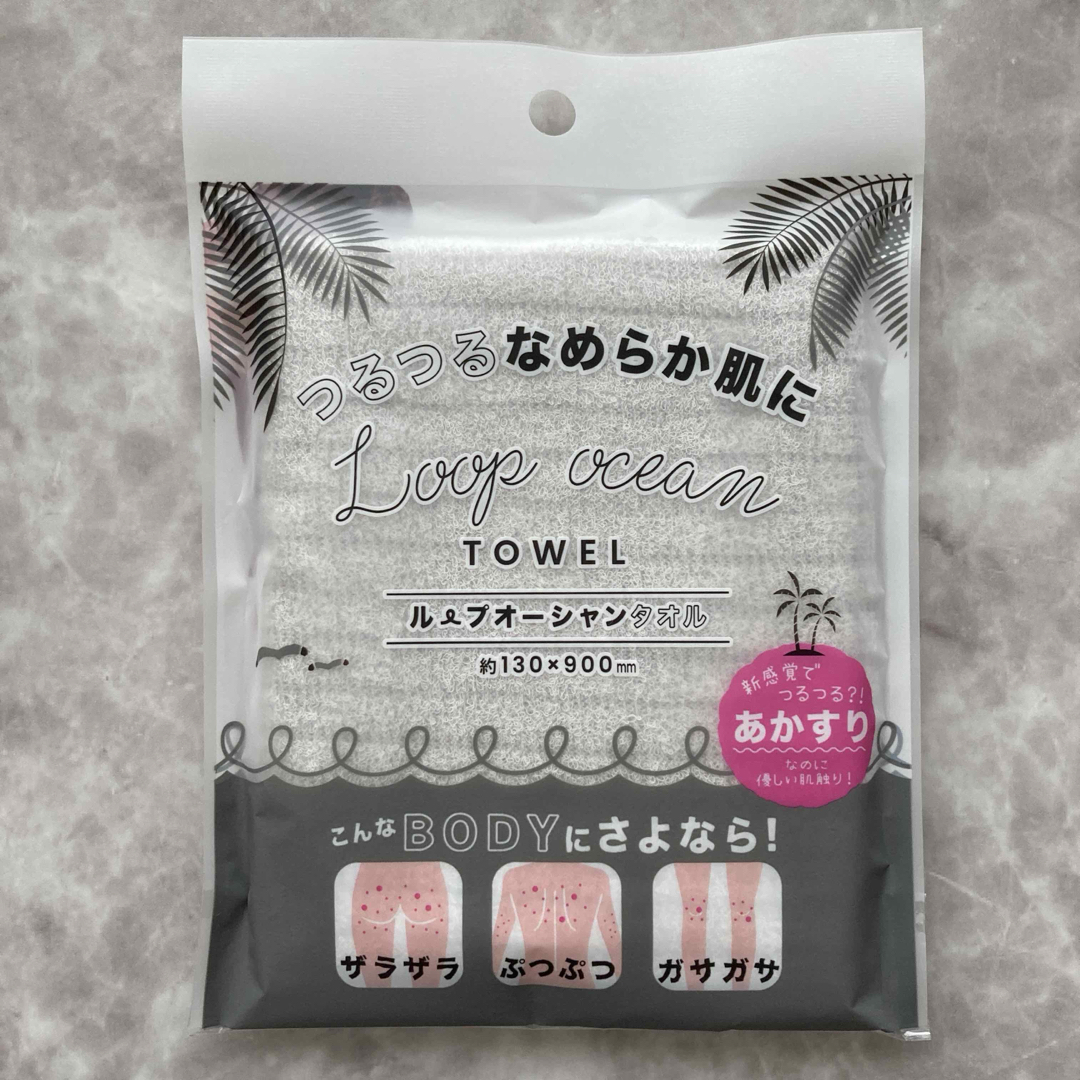 つるつるなめらか肌に
Loop ocean
TOWEL
ループオーシャンタオル
約130×900mm
新感覚で
つるつる?!
あかすり
なのに
優しい肌触り!
こんなBODYにさよなら!
ザラザラ
ぷつぷつ
ガサガサ